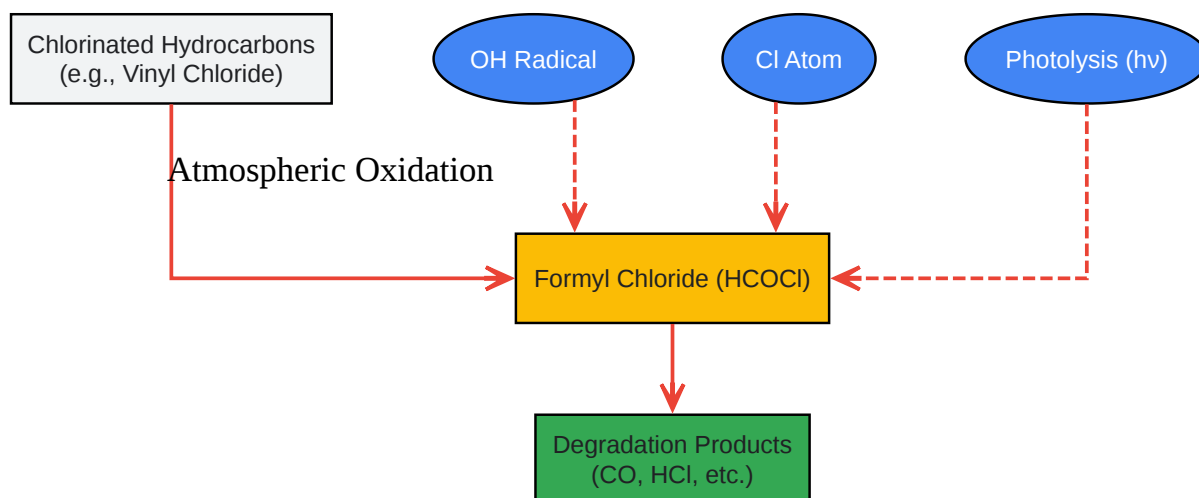 Chlorinated Hydrocarbons
(e.g., Vinyl Chloride)
OH Radical
Cl Atom
Photolysis (hν)
Atmospheric Oxidation
Formyl Chloride (HCOCl)
Degradation Products
(CO, HCl, etc.)